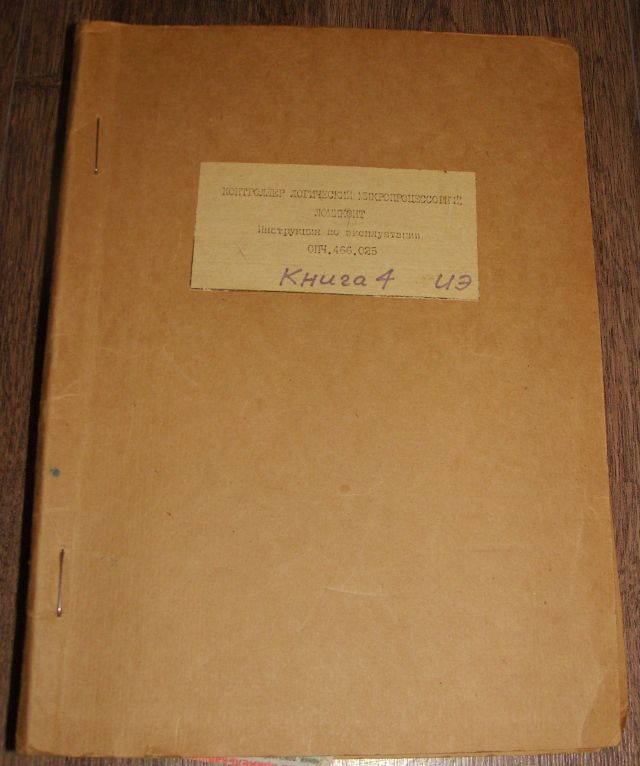 КОНТРОЛЛЕР ЛОГИЧЕСКИЙ МИКРОПРОЦЕССОРНЫЙ
ЛОМИКОНТ
Инструкция по эксплуатации
ОПЧ.466.025
Книга 4 ИЭ